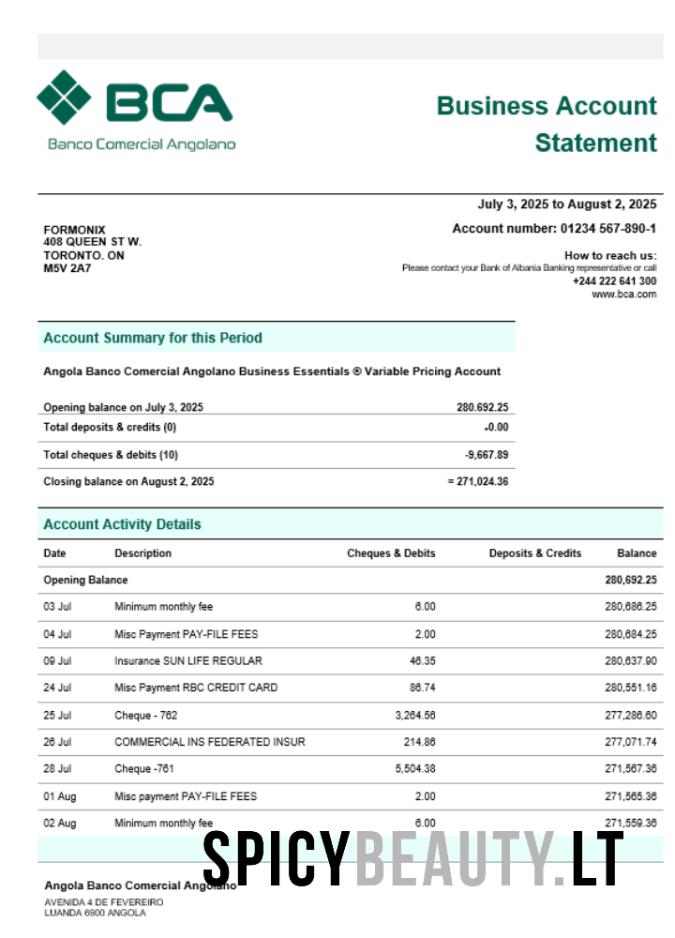 BCA
Banco Comercial Angolano
Business Account
Statement
July 3, 2025 to August 2, 2025
FORMONIX
408 QUEEN ST W.
TORONTO. ON
M5V 2A7
Account number: 01234 567-890-1
How to reach us:
Please contact your Bank of Albania Banking representative or call
+244 222 641 300
www.bca.com
Account Summary for this Period
Angola Banco Comercial Angolano Business Essentials ® Variable Pricing Account
Opening balance on July 3, 2025 280.692.25
Total deposits & credits (0) -0.00
Total cheques & debits (10) -9,667.89
Closing balance on August 2, 2025 = 271,024.36
Account Activity Details
Date Description Cheques & Debits Deposits & Credits Balance
Opening Balance 280,692.25
03 Jul Minimum monthly fee 6.00 280,686.25
04 Jul Misc Payment PAY-FILE FEES 2.00 280,684.25
09 Jul Insurance SUN LIFE REGULAR 46.35 280,637.90
24 Jul Misc Payment RBC CREDIT CARD 86.74 280,551.16
25 Jul Cheque - 762 3,264.56 277,286.60
26 Jul COMMERCIAL INS FEDERATED INSUR 214.86 277,071.74
28 Jul Cheque -761 5,504.38 271,567.36
01 Aug Misc payment PAY-FILE FEES 2.00 271,565.36
02 Aug Minimum monthly fee 6.00 271,559.36
SPICYBEAUTY.LT
Angola Banco Comercial Angolano
AVENIDA 4 DE FEVEREIRO
LUANDA 6900 ANGOLA